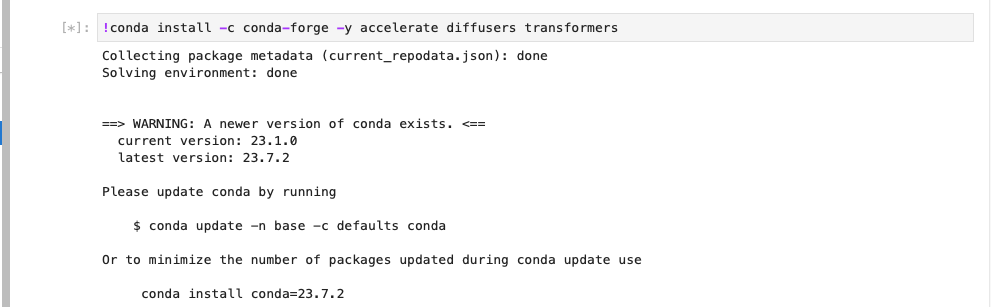 [*]: !conda install -c conda-forge -y accelerate diffusers transformers
Collecting package metadata (current_repodata.json): done
Solving environment: done
==> WARNING: A newer version of conda exists. <==
current version: 23.1.0
latest version: 23.7.2
Please update conda by running
$ conda update -n base -c defaults conda
Or to minimize the number of packages updated during conda update use
conda install conda=23.7.2